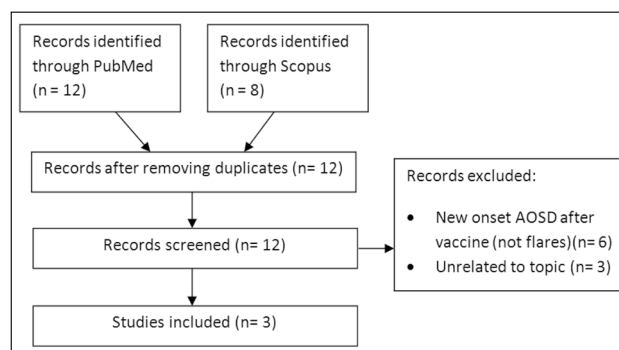 Records identified
through PubMed
(n = 12)
Records identified
through Scopus
(n = 8)
Records after removing duplicates (n= 12)
Records screened (n= 12)
Studies included (n= 3)
Records excluded:
• New onset AOSD after
vaccine (not flares)(n= 6)
• Unrelated to topic (n= 3)